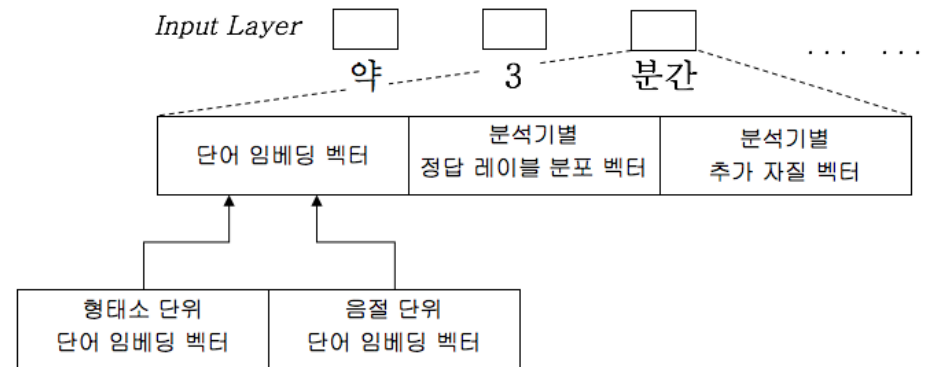 Input Layer
약 3 분간 ... ...
단어 임베딩 벡터
분석기별
정답 레이블 분포 벡터
분석기별
추가 자질 벡터
형태소 단위
단어 임베딩 벡터
음절 단위
단어 임베딩 벡터